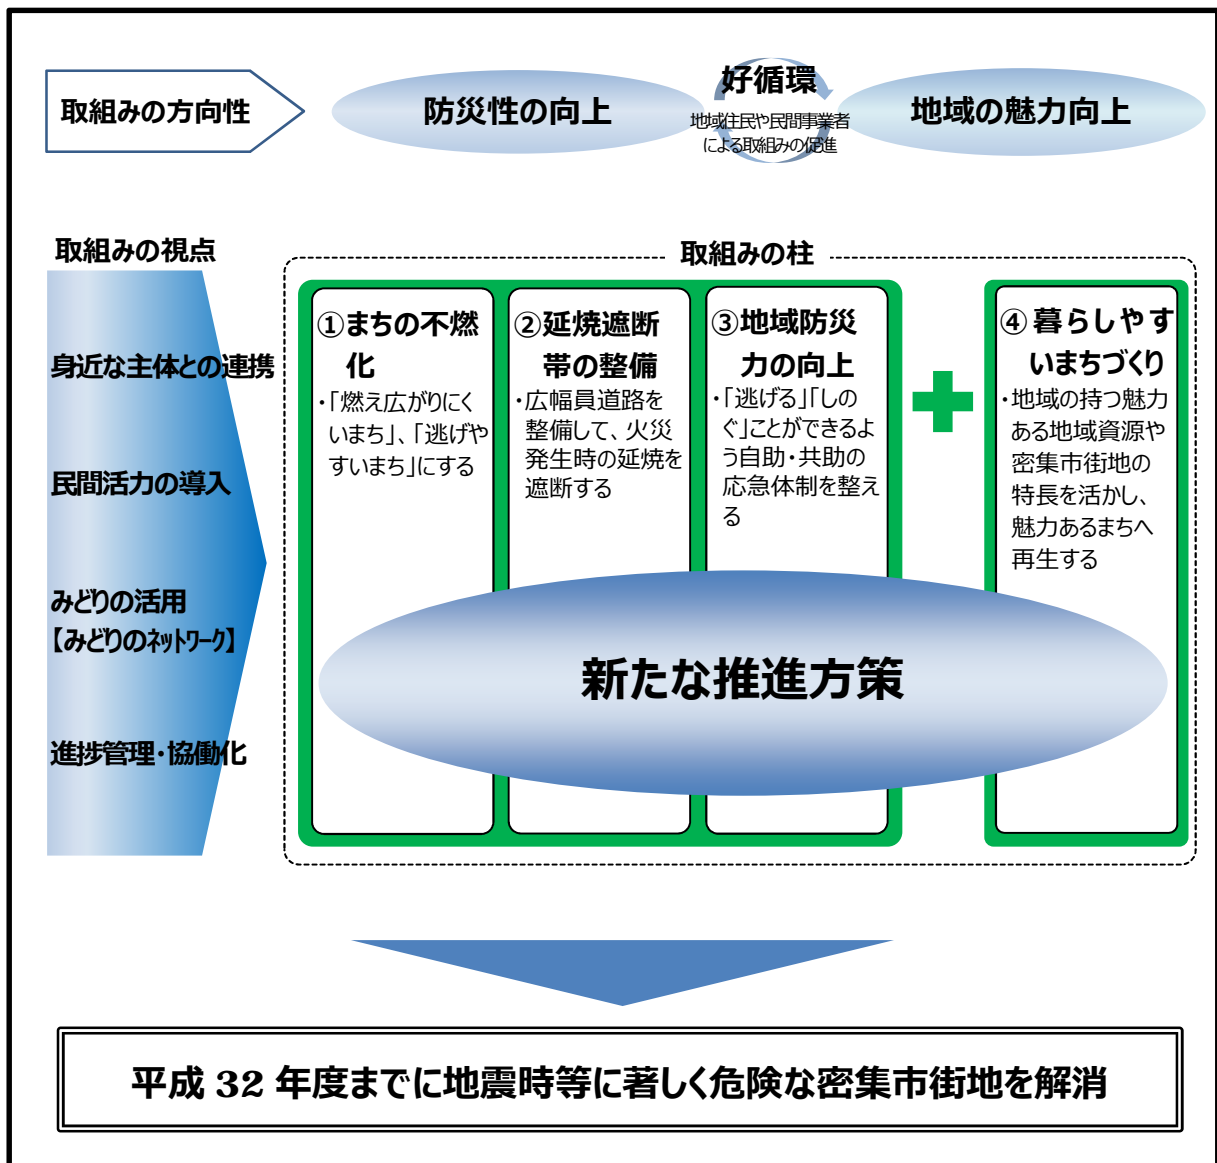 取組みの方向性
防災性の向上
好循環
地域住民や民間事業者
による取組みの促進
地域の魅力向上
取組みの視点
身近な主体との連携
民間活力の導入
みどりの活用
【みどりのネットワーク】
進捗管理・協働化
取組みの柱
①まちの不燃
化
・「燃え広がりにく
いまち」、「逃げや
すいまち」にする
②延焼遮断
帯の整備
・広幅員道路を
整備して、火災
発生時の延焼を
遮断する
③地域防災
力の向上
・「逃げる」「しの
ぐ」ことができるよ
う自助・共助の
応急体制を整え
る
④ 暮らしやす
いまちづくり
・地域の持つ魅力
ある地域資源や
密集市街地の
特長を活かし、
魅力あるまちへ
再生する
新たな推進方策
平成 32 年度までに地震時等に著しく危険な密集市街地を解消